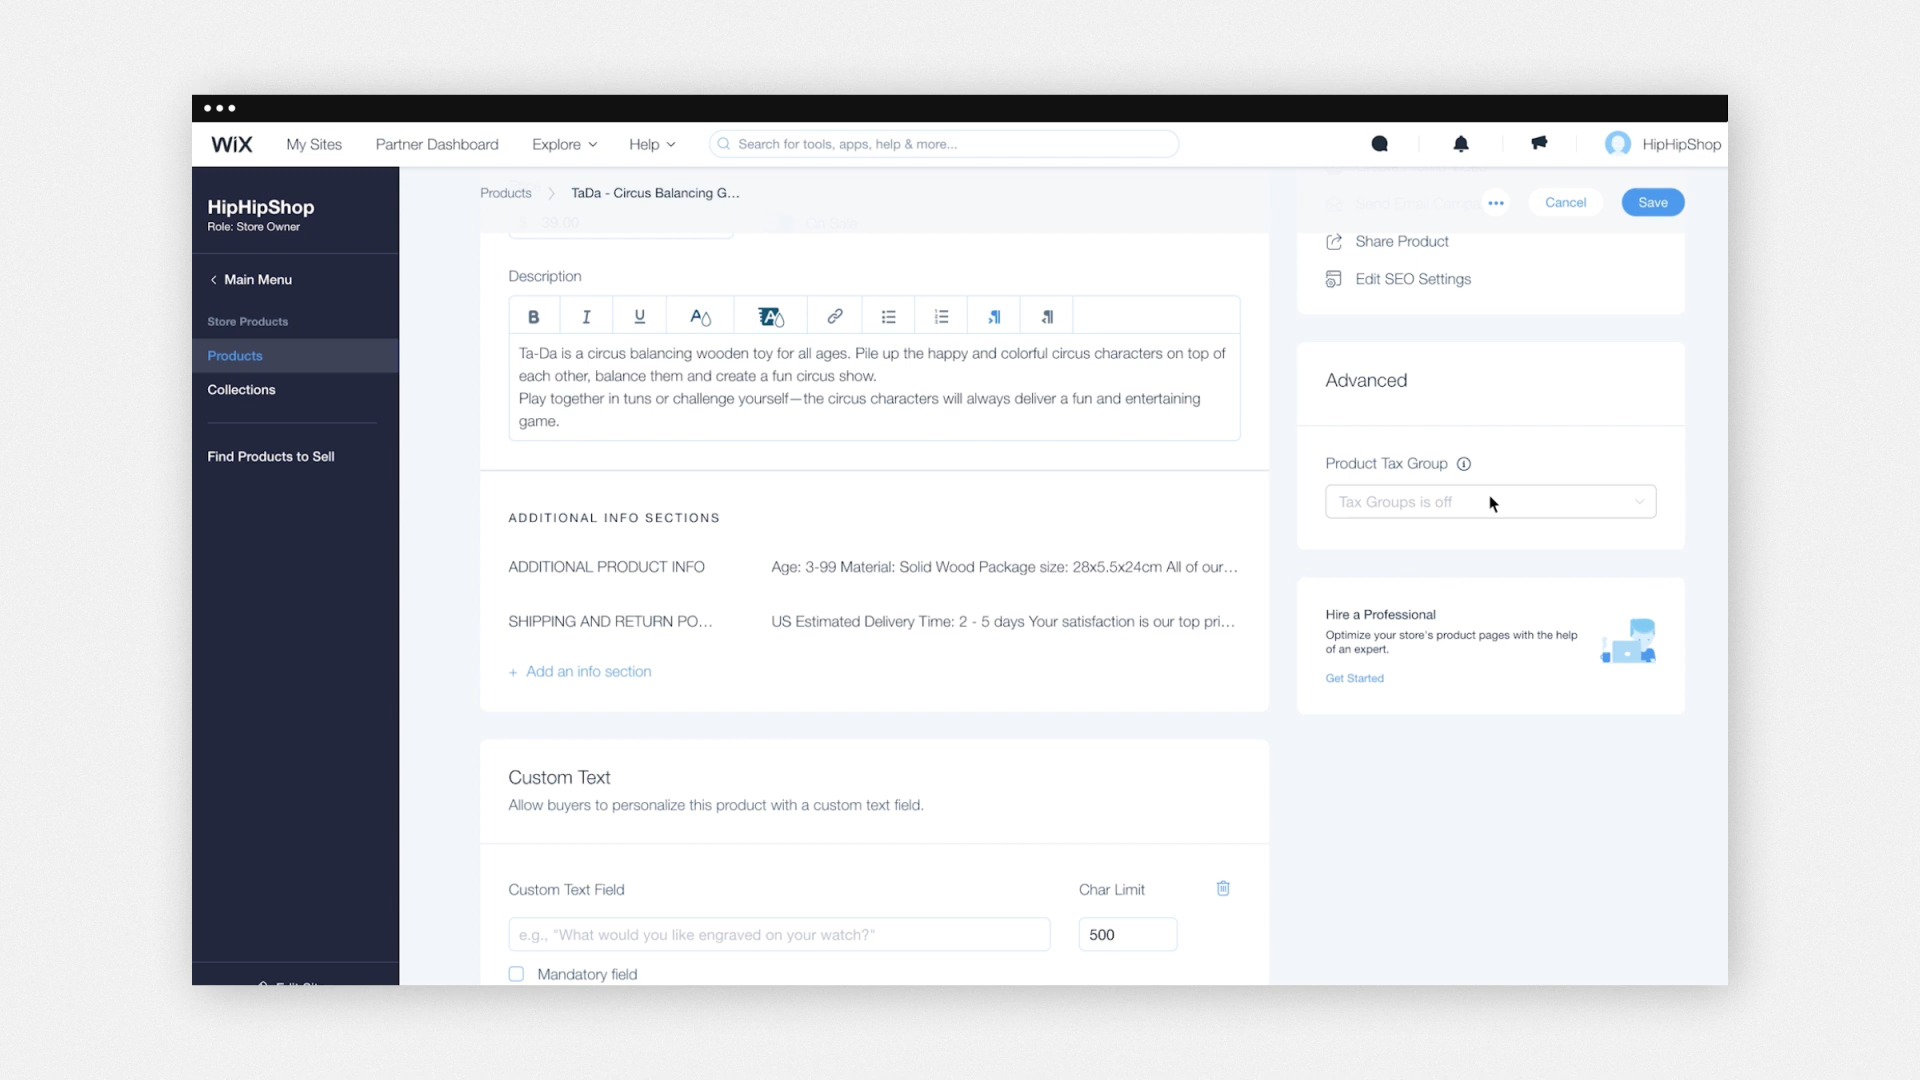 WiX
My Sites
Partner Dashboard
Explore
Help
Search for tools, apps, help & more...
HipHipShop
HipHipShop
Role: Store Owner
Main Menu
Store Products
Products
Collections
Find Products to Sell
Products
TaDa - Circus Balancing G...
39.00
On Sale
Send Email Campa
Cancel
Save
Share Product
Edit SEO Settings
Description
B I U A A
Ta-Da is a circus balancing wooden toy for all ages. Pile up the happy and colorful circus characters on top of
each other, balance them and create a fun circus show.
Play together in tuns or challenge yourself—the circus characters will always deliver a fun and entertaining
game.
ADDITIONAL INFO SECTIONS
ADDITIONAL PRODUCT INFO
Age: 3-99 Material: Solid Wood Package size: 28x5.5x24cm All of our...
SHIPPING AND RETURN PO...
US Estimated Delivery Time: 2 - 5 days Your satisfaction is our top pri...
+ Add an info section
Custom Text
Allow buyers to personalize this product with a custom text field.
Custom Text Field
Char Limit
e.g., "What would you like engraved on your watch?"
500
Mandatory field
Advanced
Product Tax Group
Tax Groups is off
Hire a Professional
Optimize your store's product pages with the help
of an expert.
Get Started